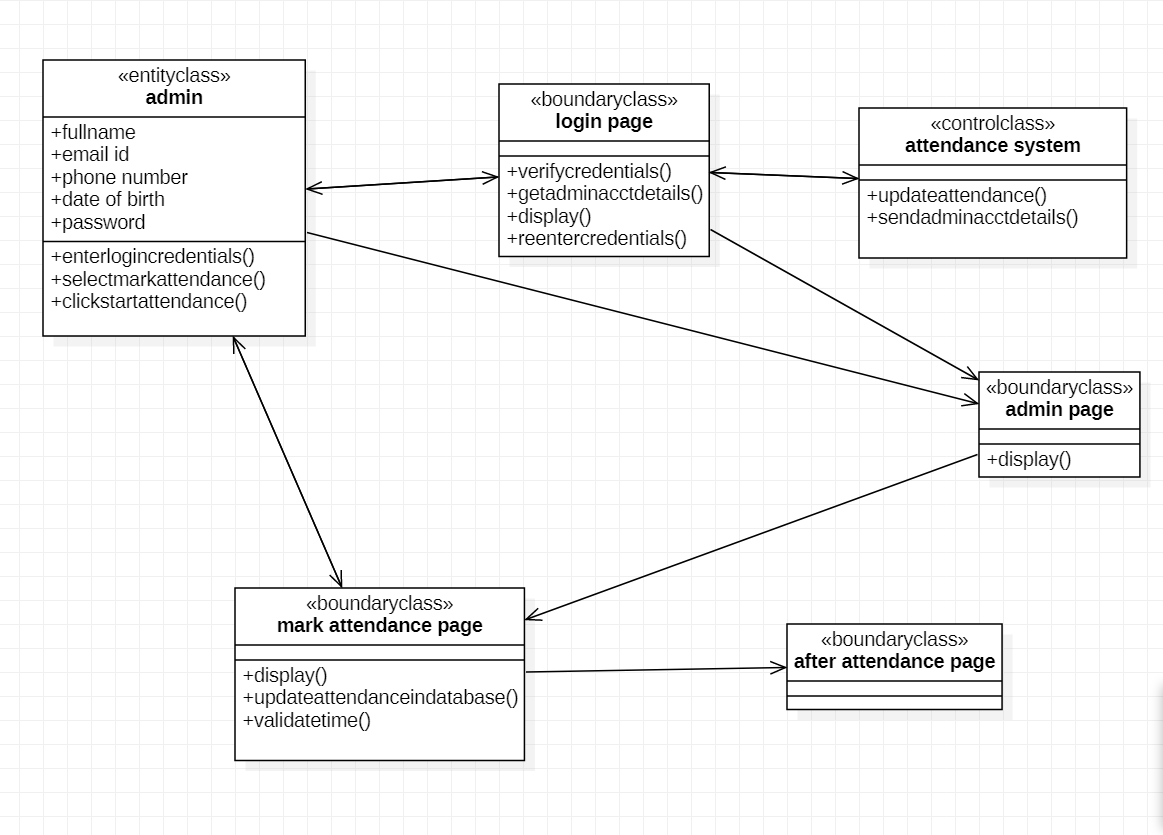 «entityclass»
admin
+fullname
+email id
+phone number
+date of birth
+password
+enterlogincredentials()
+selectmarkattendance()
+clickstartattendance()
«boundaryclass»
login page
+verifycredentials()
+getadminacctdetails()
+display()
+reentercredentials()
«controlclass»
attendance system
+updateattendance()
+sendadminacctdetails()
«boundaryclass»
admin page
+display()
«boundaryclass»
mark attendance page
+display()
+updateattendanceindatabase()
+validatetime()
«boundaryclass»
after attendance page